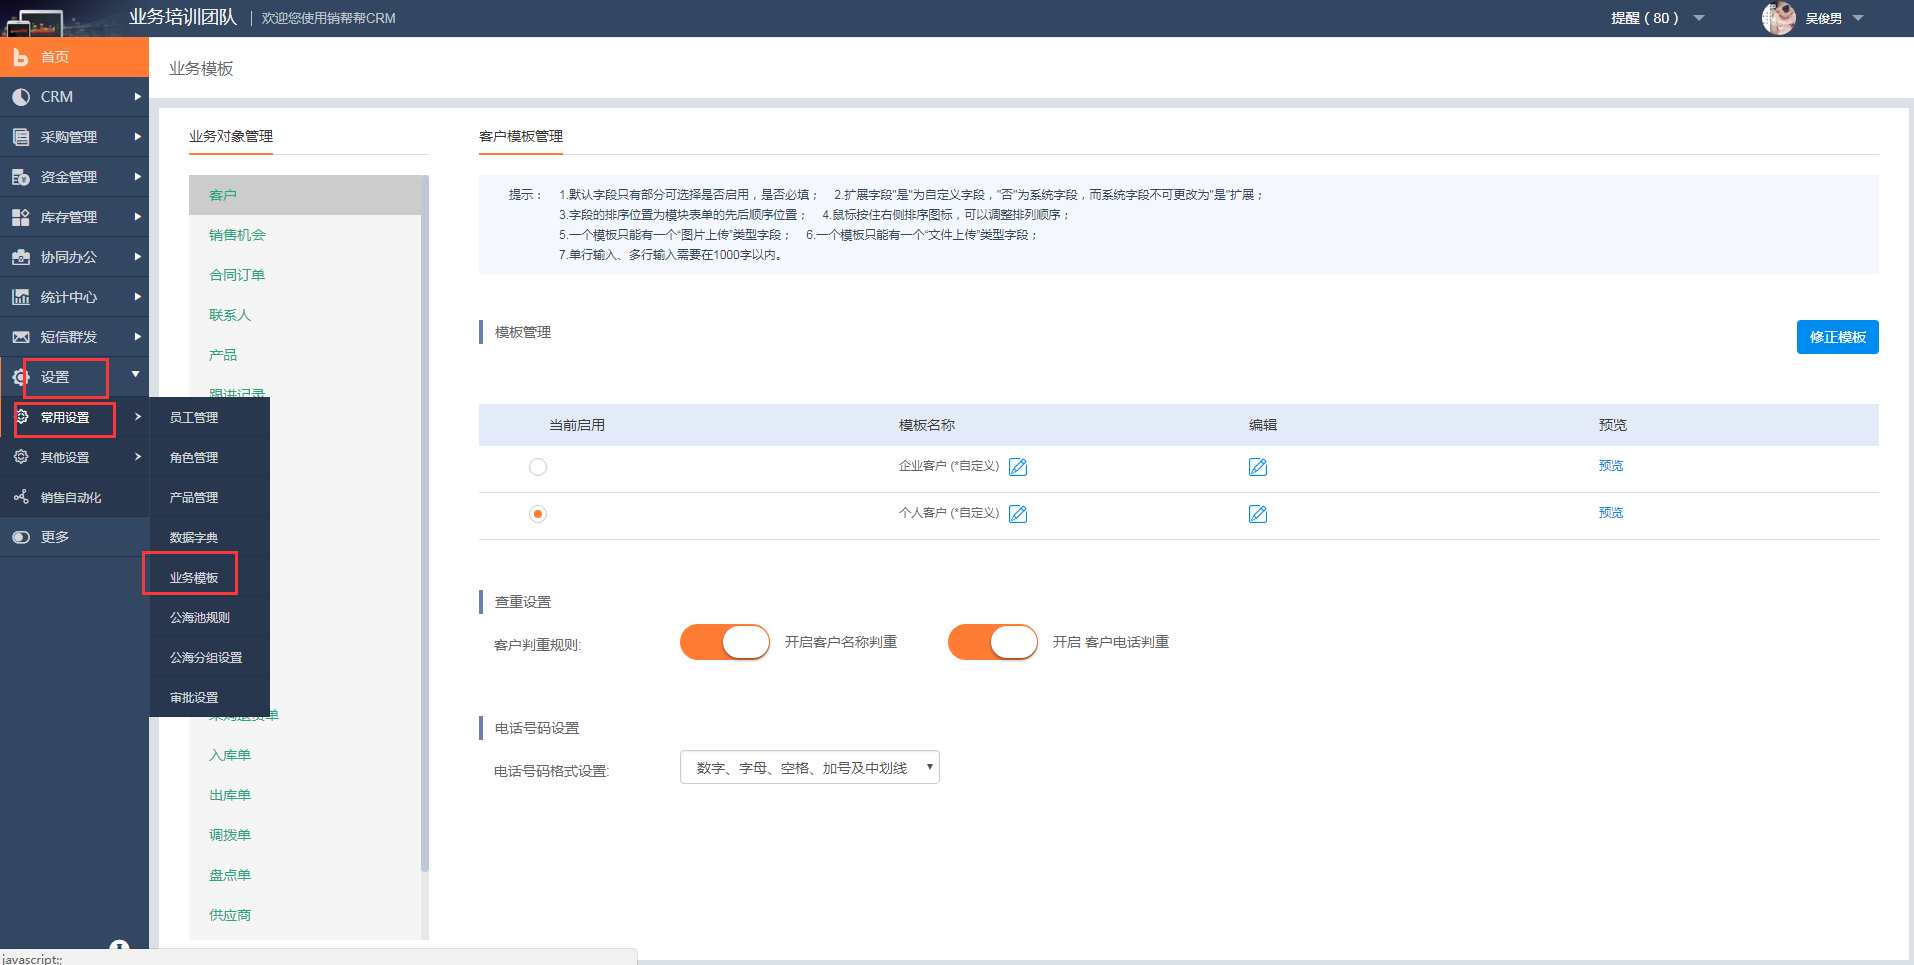 业务培训团队 | 欢迎您使用销帮帮CRM
提醒 ( 80 )
吴俊男
首页
CRM
采购管理
资金管理
库存管理
协同办公
统计中心
短信群发
设置
常用设置
其他设置
销售自动化
更多
员工管理
角色管理
产品管理
数据字典
业务模板
公海池规则
公海分组设置
审批设置
业务模板
业务对象管理
客户
销售机会
合同订单
联系人
产品
跟进记录
入库单
出库单
调拨单
盘点单
供应商
客户模板管理
提示： 1.默认字段只有部分可选择是否启用，是否必填； 2.扩展字段"是"为自定义字段，"否"为系统字段，而系统字段不可更改为"是"扩展；
3.字段的排序位置为模块表单的先后顺序位置； 4.鼠标按住右侧排序图标，可以调整排列顺序；
5.一个模板只能有一个“图片上传”类型字段； 6.一个模板只能有一个“文件上传”类型字段；
7.单行输入、多行输入需要在1000字以内。
模板管理
修正模板
当前启用 模板名称 编辑 预览
企业客户 (*自定义) 预览
个人客户 (*自定义) 预览
查重设置
客户判重规则: 开启客户名称判重 开启 客户电话判重
电话号码设置
电话号码格式设置: 数字、字母、空格、加号及中划线
javascript:;